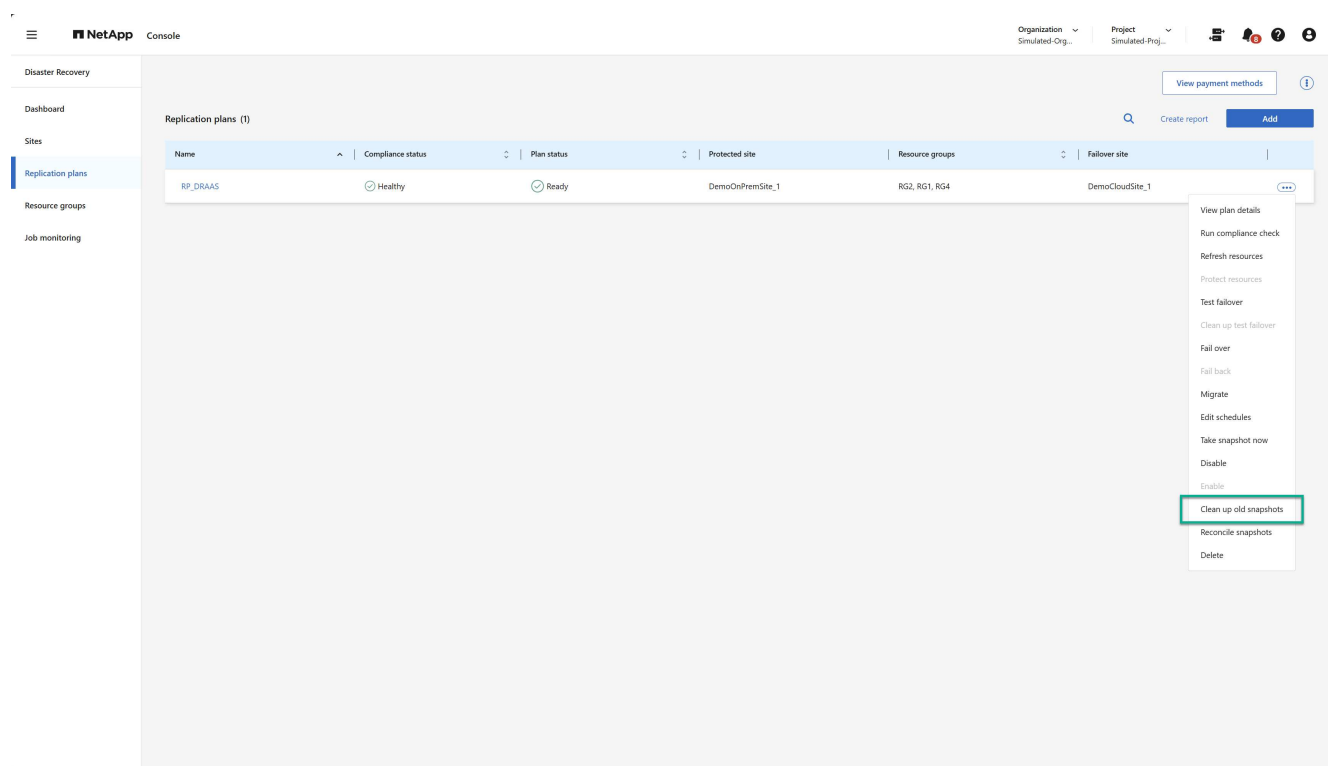 NetApp Console
Organization
Simulated-Org...
Project
Simulated-Proj...
8
?
Disaster Recovery
Dashboard
Sites
Replication plans
Resource groups
Job monitoring
View payment methods
i
Replication plans (1)
Create report
Add
Name Compliance status Plan status Protected site Resource groups Failover site
RP_DRAAS Healthy Ready DemoOnPremSite_1 RG2, RG1, RG4 DemoCloudSite_1
View plan details
Run compliance check
Refresh resources
Protect resources
Test failover
Clean up test failover
Fail over
Fail back
Migrate
Edit schedules
Take snapshot now
Disable
Enable
Clean up old snapshots
Reconcile snapshots
Delete